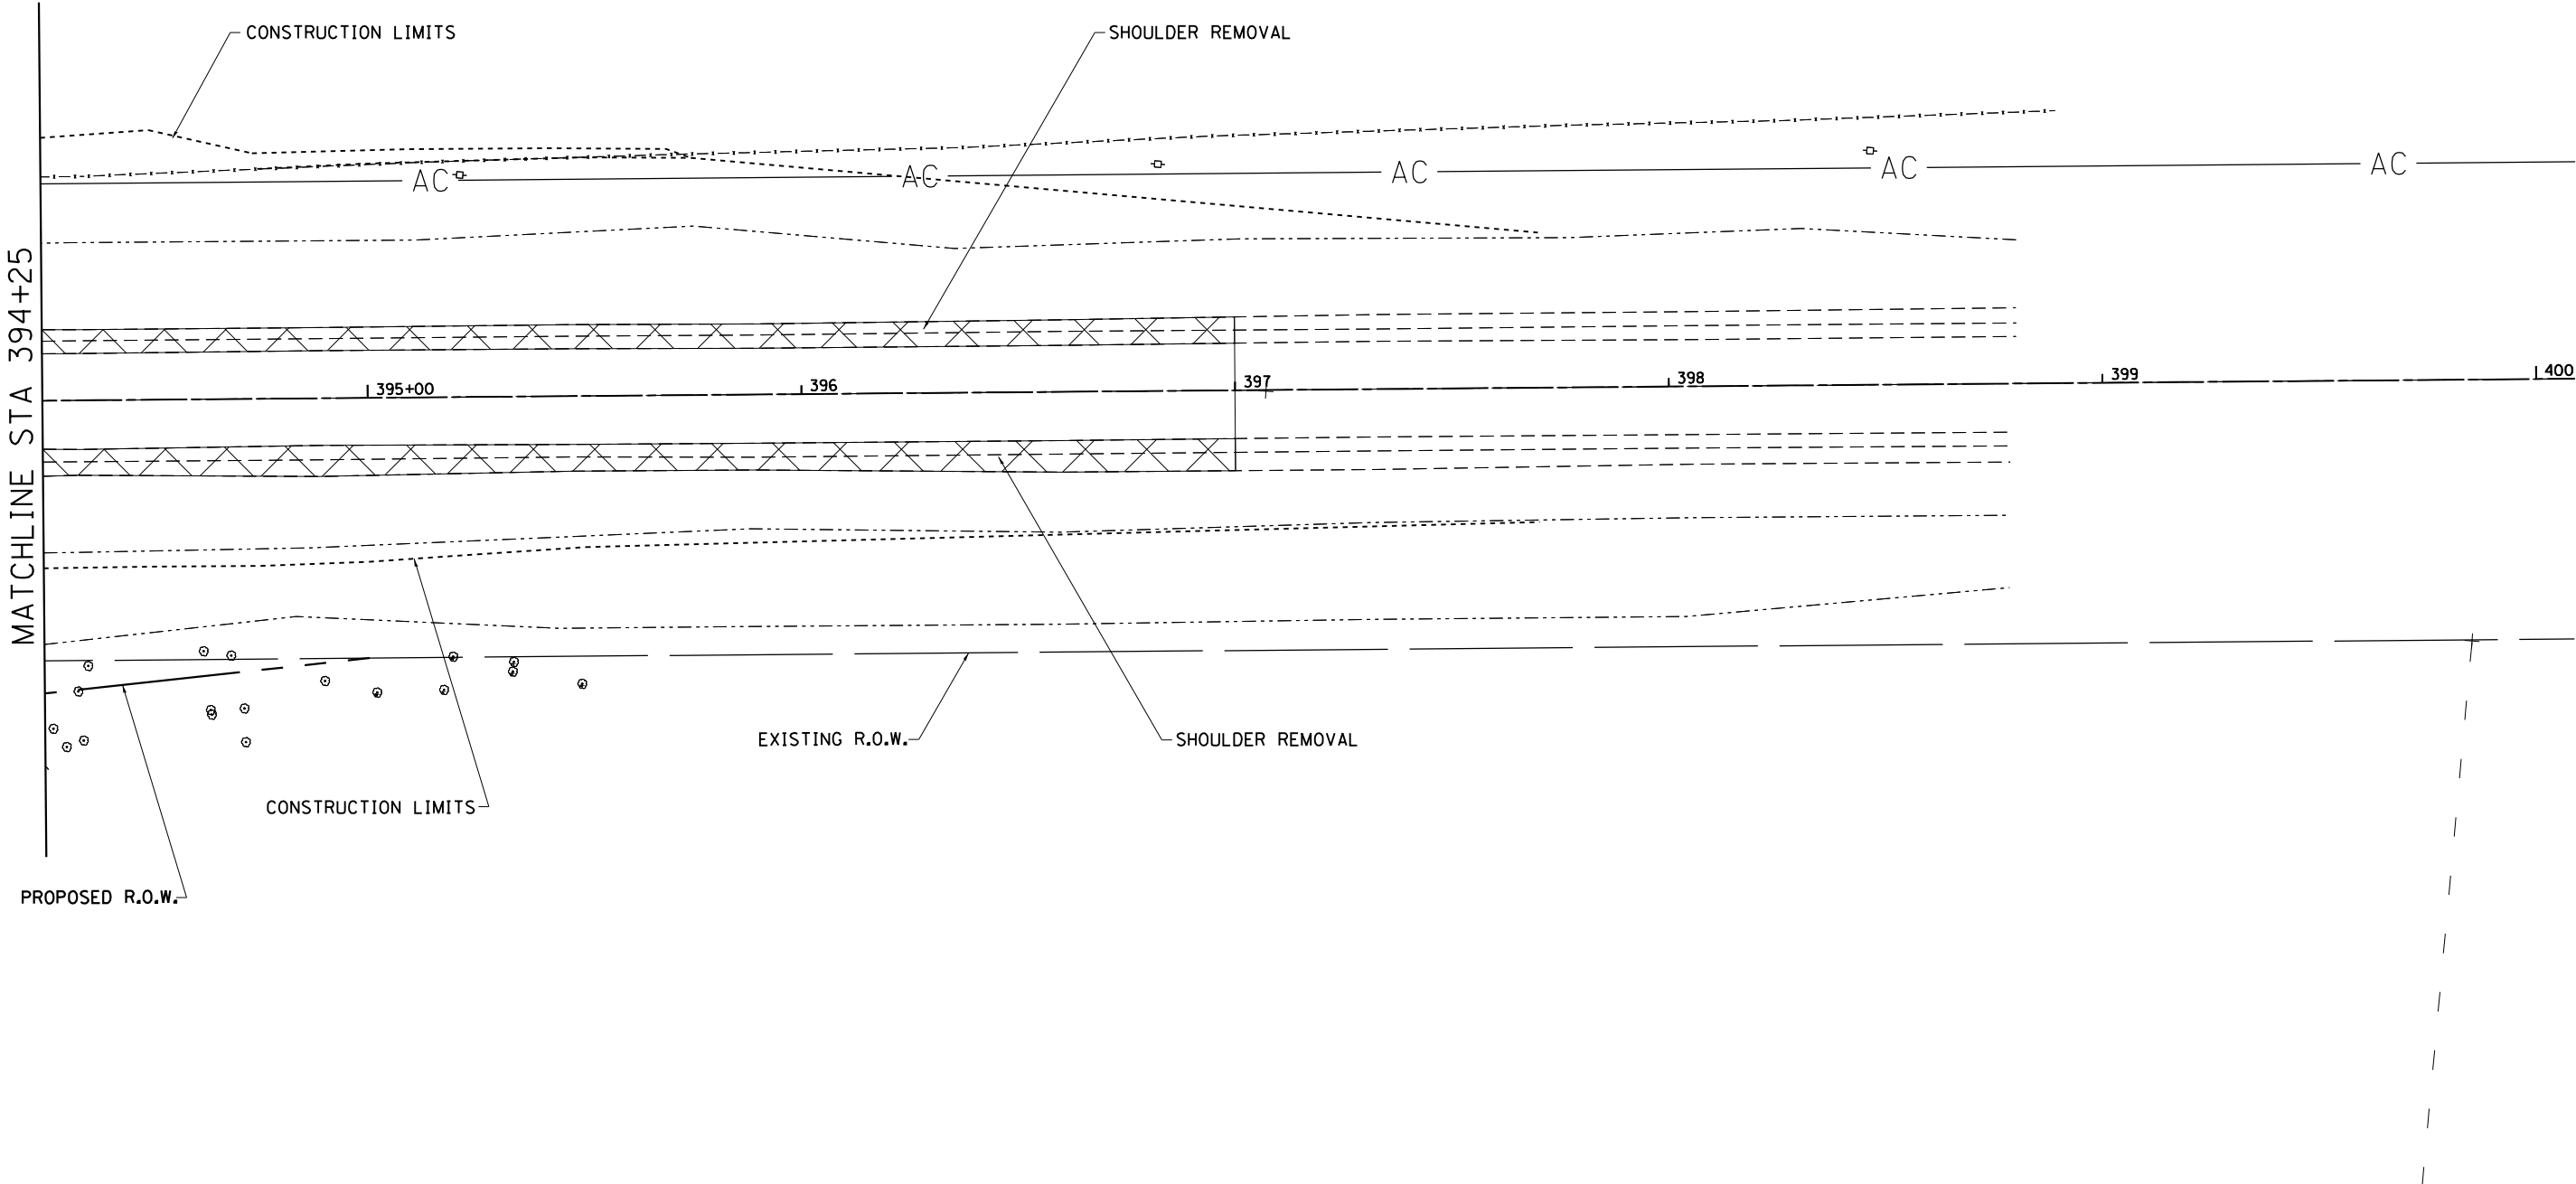 CONSTRUCTION LIMITS
SHOULDER REMOVAL
AC AC AC AC AC
MATCHLINE STA 394+25
395+00 396 397 398 399 400
EXISTING R.O.W.
SHOULDER REMOVAL
CONSTRUCTION LIMITS
PROPOSED R.O.W.